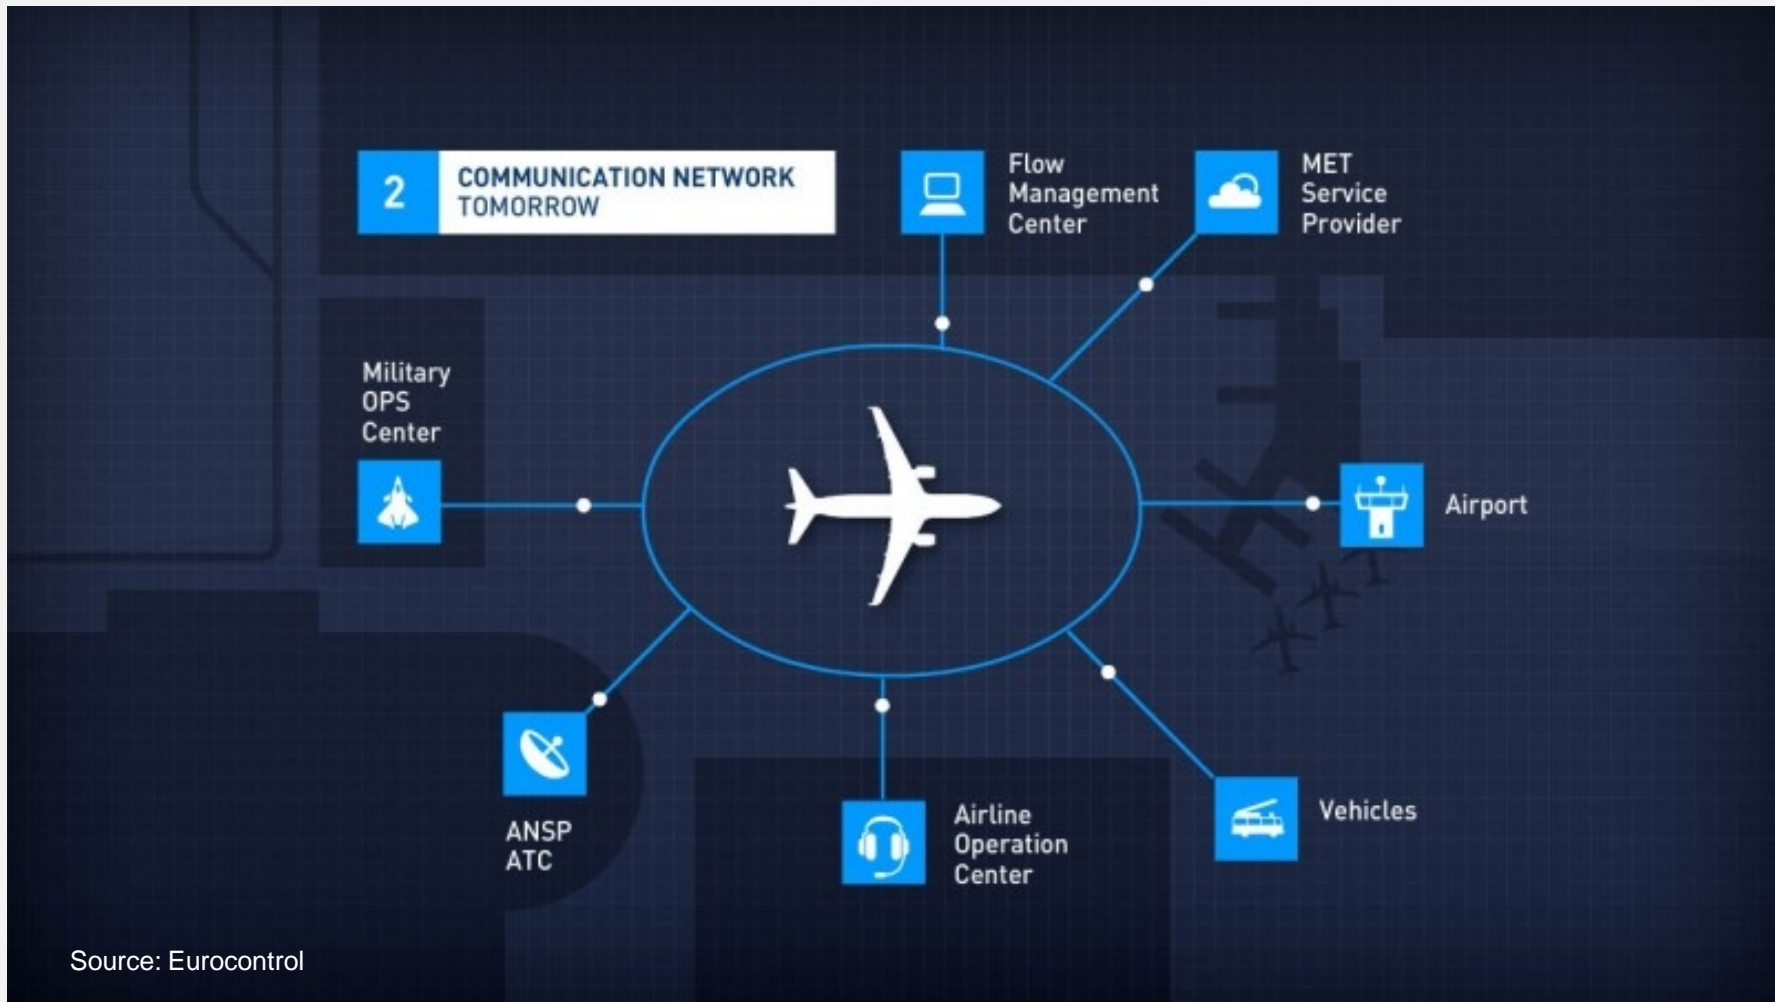 2
COMMUNICATION NETWORK
TOMORROW
Flow
Management
Center
MET
Service
Provider
Military
OPS
Center
Airport
ANSP
ATC
Airline
Operation
Center
Vehicles
Source: Eurocontrol